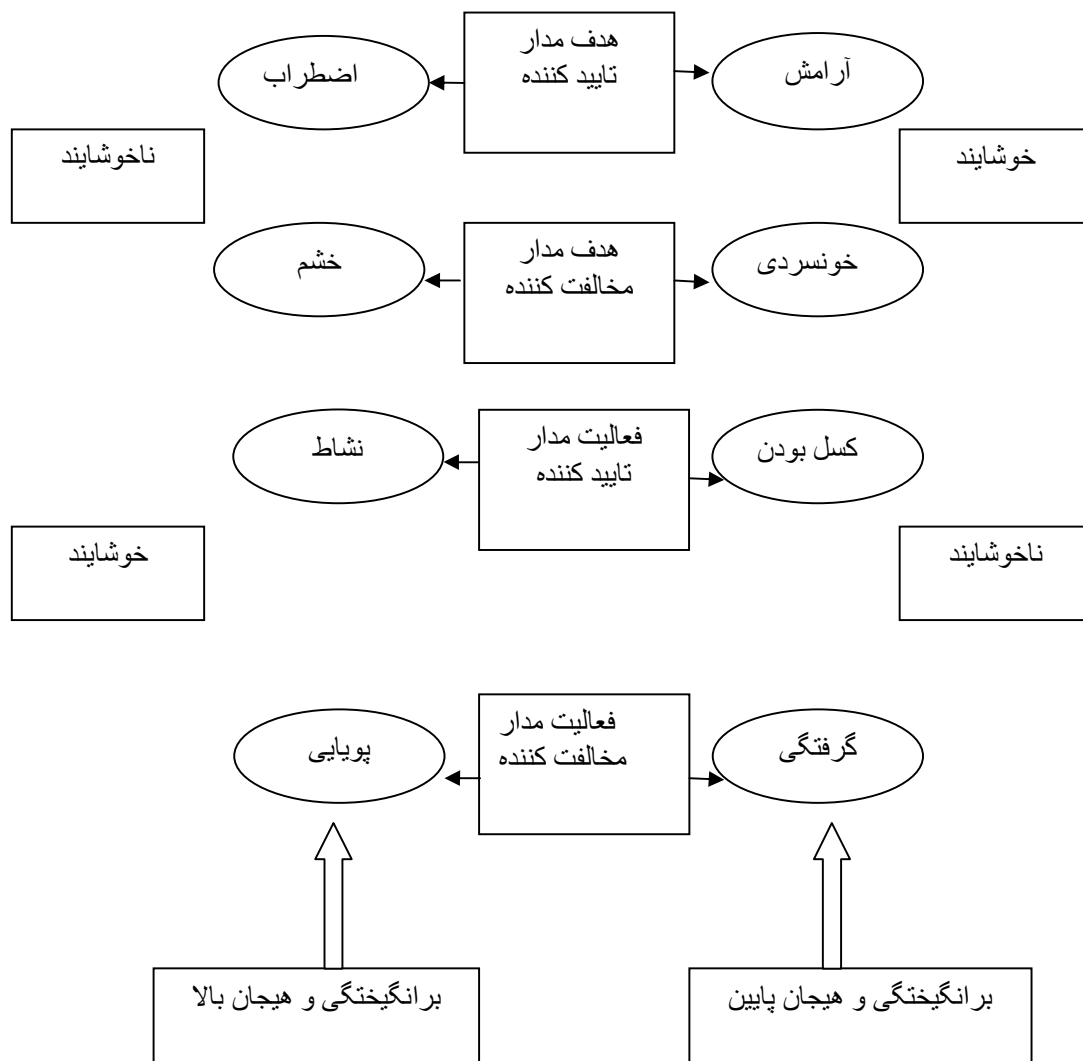 هدف مدار
تایید کننده
آرامش
اضطراب
خوشایند
ناخوشایند
هدف مدار
مخالفت کننده
خونسردی
خشم
فعالیت مدار
تایید کننده
کسل بودن
نشاط
ناخوشایند
خوشایند
فعالیت مدار
مخالفت کننده
گرفتگی
پویایی
برانگیختگی و هیجان پایین
برانگیختگی و هیجان بالا